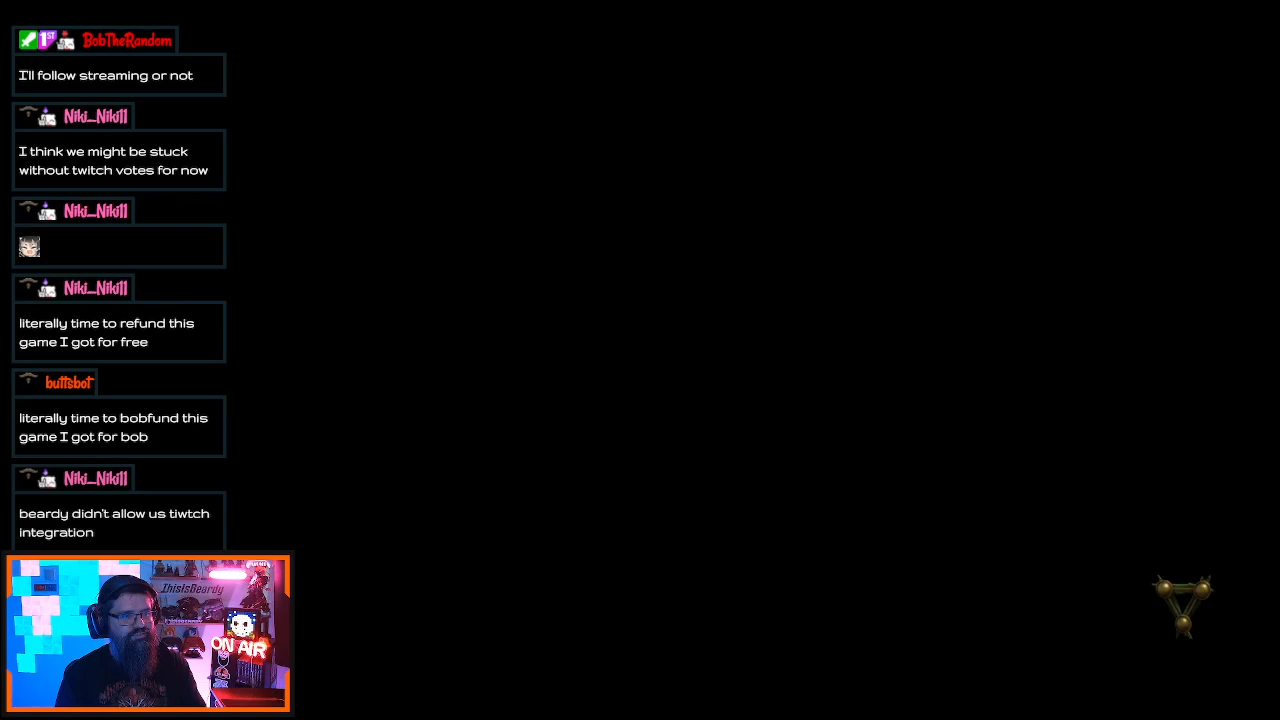 1ST BobTheRandom
I'll follow streaming or not
Niki_Niki11
I think we might be stuck
without twitch votes for now
Niki_Niki11
Niki_Niki11
literally time to refund this
game I got for free
buttsbot
literally time to bobfund this
game I got for bob
Niki_Niki11
beardy didn't allow us tiwtch
integration
ThisIsBeardy
ON AIR